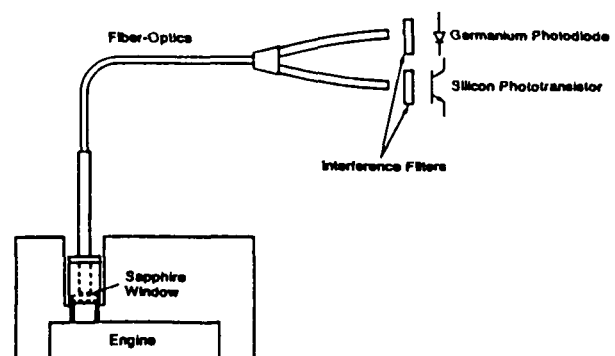 Fiber-Optics
Germanium Photodiode
Silicon Phototransistor
Interference Filters
Sapphire
Window
Engine